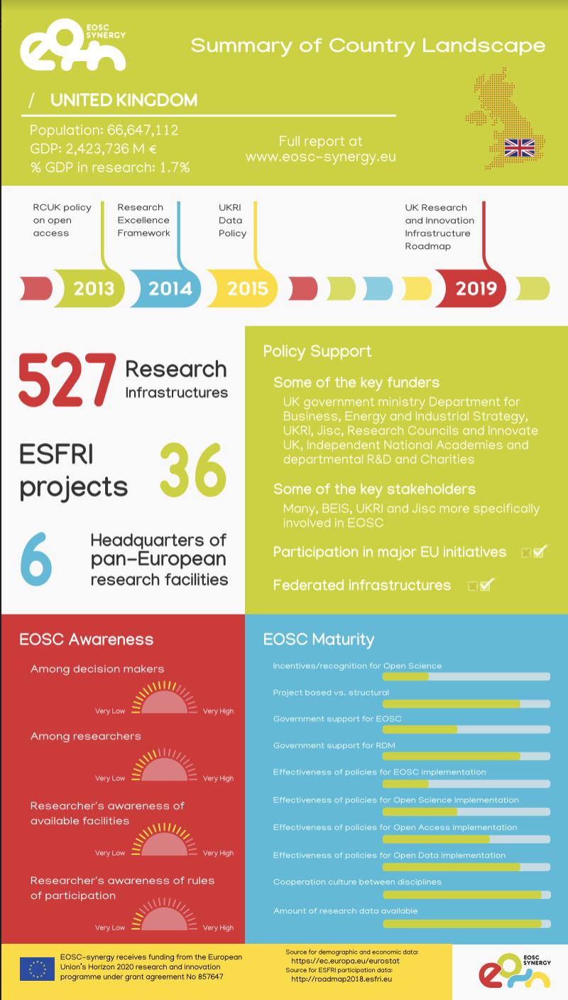 EOSC
SYNERGY
eosc
Summary of Country Landscape
/ UNITED KINGDOM
Population: 66,647,112
GDP: 2,423,736 M €
% GDP in research: 1.7%
Full report at
www.eosc-synergy.eu
RCUK policy
on open
access
Research
Excellence
Framework
UKRI
Data
Policy
UK Research
and Innovation
Infrastructure
Roadmap
2013
2014
2015
2019
527
Research
Infrastructures
ESFRI
projects
36
6
Headquarters of
pan-European
research facilities
Policy Support
Some of the key funders
UK government ministry Department for
Business, Energy and Industrial Strategy,
UKRI, Jisc, Research Councils and Innovate
UK, Independent National Academies and
departmental R&D and Charities
Some of the key stakeholders
Many, BEIS, UKRI and Jisc more specifically
involved in EOSC
Participation in major EU initiatives
Federated infrastructures
EOSC Awareness
Among decision makers
Very Low
Very High
Among researchers
Very Low
Very High
Researcher's awareness of
available facilities
Very Low
Very High
Researcher's awareness of rules
of participation
Very Low
Very High
EOSC Maturity
Incentives/recognition for Open Science
Project based vs. structural
Government support for EOSC
Government support for RDM
Effectiveness of policies for EOSC implementation
Effectiveness of policies for Open Science implementation
Effectiveness of policies for Open Access implementation
Effectiveness of policies for Open Data implementation
Cooperation culture between disciplines
Amount of research data available
EOSC-synergy receives funding from the European
Union's Horizon 2020 research and innovation
programme under grant agreement No 857647
Source for demographic and economic data:
https://ec.europa.eu/eurostat
Source for ESFRI participation data:
http://roadmap2018.esfri.eu
EOSC
SYNERGY